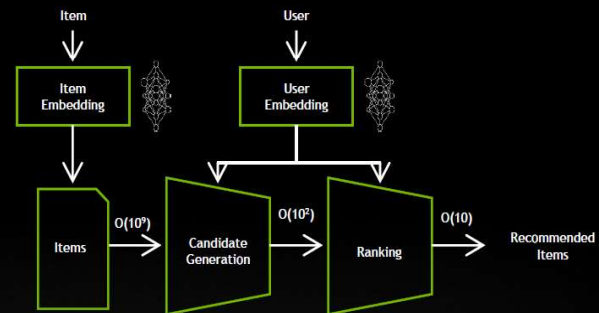 Item
User
Item
Embedding
User
Embedding
Items
O(10⁹)
Candidate
Generation
O(10²)
Ranking
O(10)
Recommended
Items